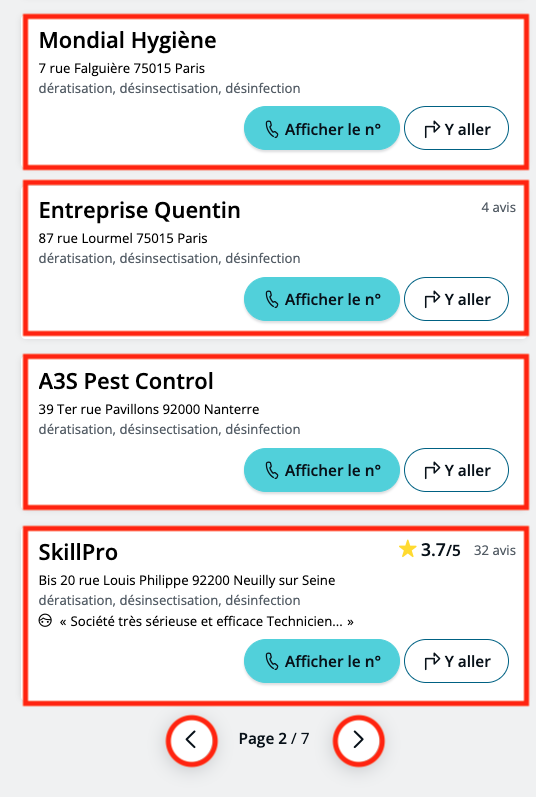 Mondial Hygiène
7 rue Falguière 75015 Paris
dératisation, désinsectisation, désinfection
Afficher le n° Y aller
Entreprise Quentin 4 avis
87 rue Lourmel 75015 Paris
dératisation, désinsectisation, désinfection
Afficher le n° Y aller
A3S Pest Control
39 Ter rue Pavillons 92000 Nanterre
dératisation, désinsectisation, désinfection
Afficher le n° Y aller
SkillPro 3.7/5 32 avis
Bis 20 rue Louis Philippe 92200 Neuilly sur Seine
dératisation, désinsectisation, désinfection
« Société très sérieuse et efficace Technicien... »
Afficher le n° Y aller
Page 2 / 7